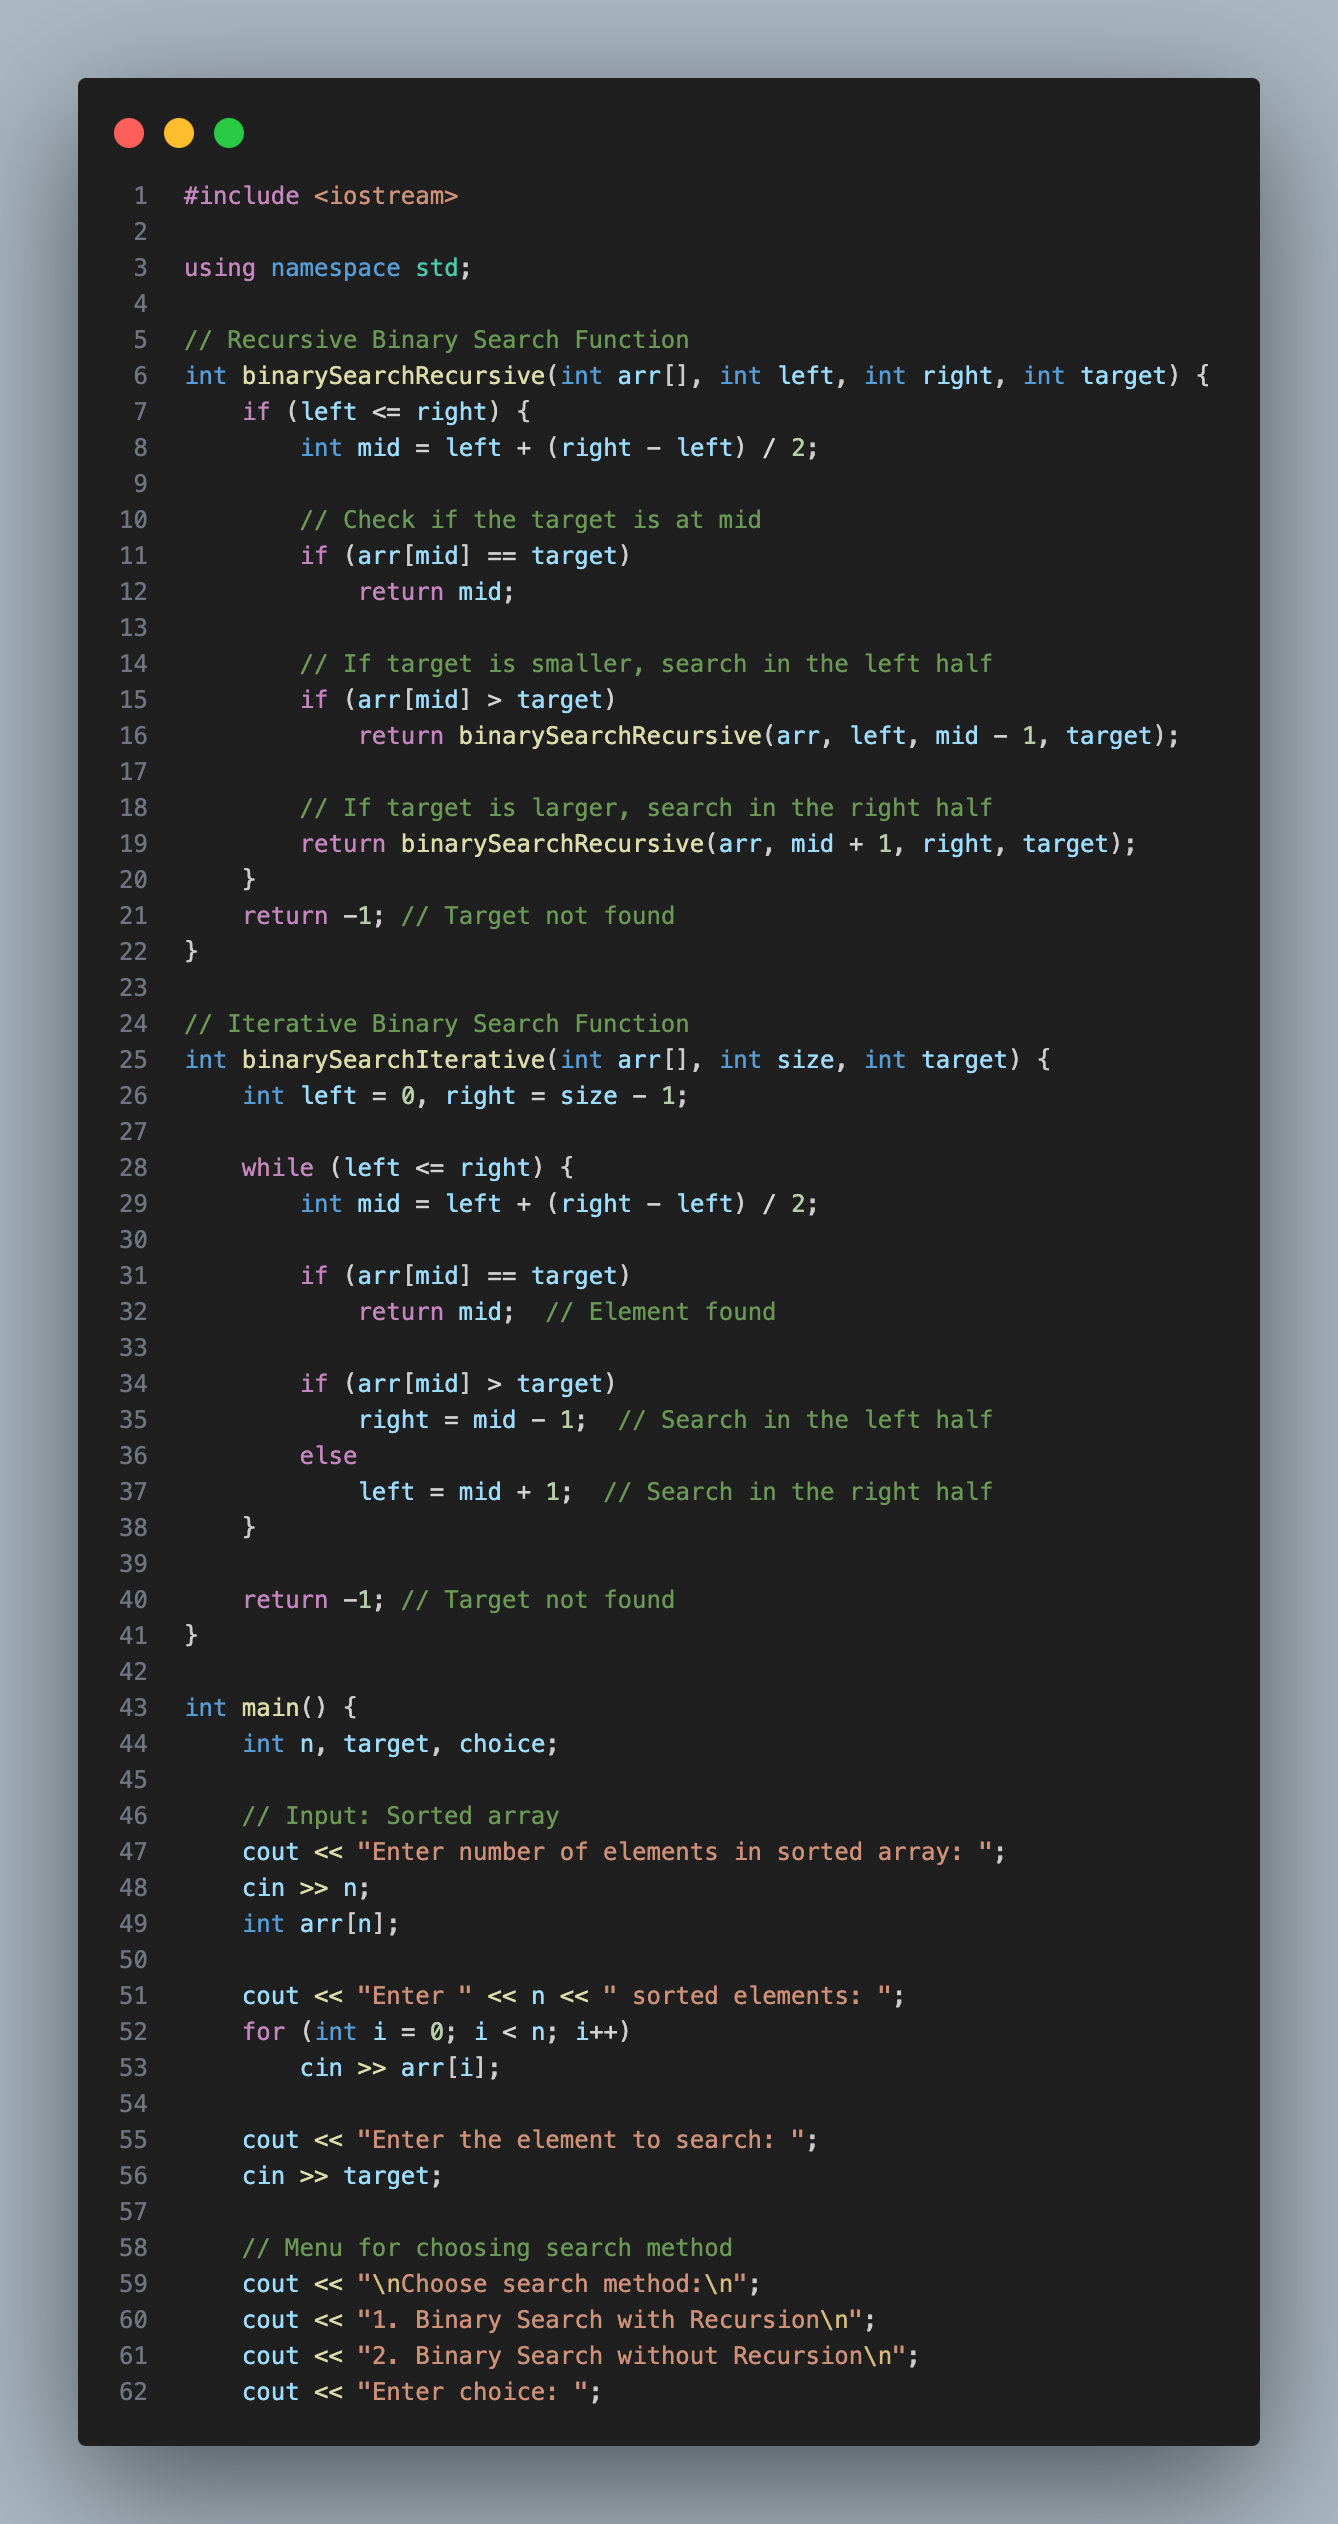 1 #include <iostream>
2
3 using namespace std;
4
5 // Recursive Binary Search Function
6 int binarySearchRecursive(int arr[], int left, int right, int target) {
7     if (left <= right) {
8         int mid = left + (right - left) / 2;
9
10         // Check if the target is at mid
11         if (arr[mid] == target)
12             return mid;
13
14         // If target is smaller, search in the left half
15         if (arr[mid] > target)
16             return binarySearchRecursive(arr, left, mid - 1, target);
17
18         // If target is larger, search in the right half
19         return binarySearchRecursive(arr, mid + 1, right, target);
20     }
21     return -1; // Target not found
22 }
23
24 // Iterative Binary Search Function
25 int binarySearchIterative(int arr[], int size, int target) {
26     int left = 0, right = size - 1;
27
28     while (left <= right) {
29         int mid = left + (right - left) / 2;
30
31         if (arr[mid] == target)
32             return mid;  // Element found
33
34         if (arr[mid] > target)
35             right = mid - 1;  // Search in the left half
36         else
37             left = mid + 1;  // Search in the right half
38     }
39
40     return -1; // Target not found
41 }
42
43 int main() {
44     int n, target, choice;
45
46     // Input: Sorted array
47     cout << "Enter number of elements in sorted array: ";
48     cin >> n;
49     int arr[n];
50
51     cout << "Enter " << n << " sorted elements: ";
52     for (int i = 0; i < n; i++)
53         cin >> arr[i];
54
55     cout << "Enter the element to search: ";
56     cin >> target;
57
58     // Menu for choosing search method
59     cout << "\nChoose search method:\n";
60     cout << "1. Binary Search with Recursion\n";
61     cout << "2. Binary Search without Recursion\n";
62     cout << "Enter choice: ";